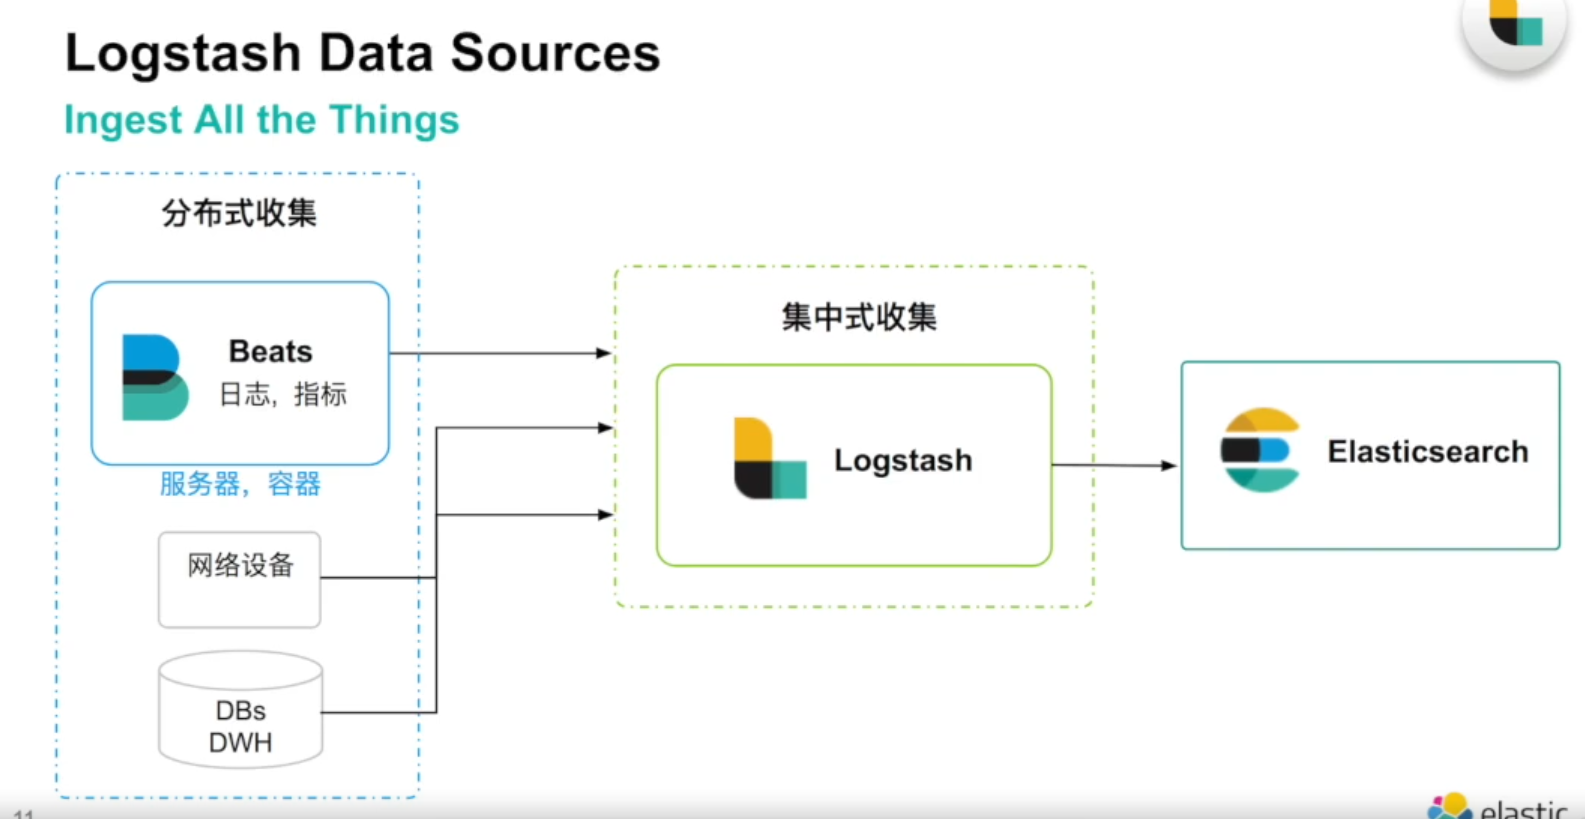 Logstash Data Sources
Ingest All the Things
分布式收集
Beats
日志，指标
服务器，容器
网络设备
DBs
DWH
集中式收集
Logstash
Elasticsearch
11
elastic